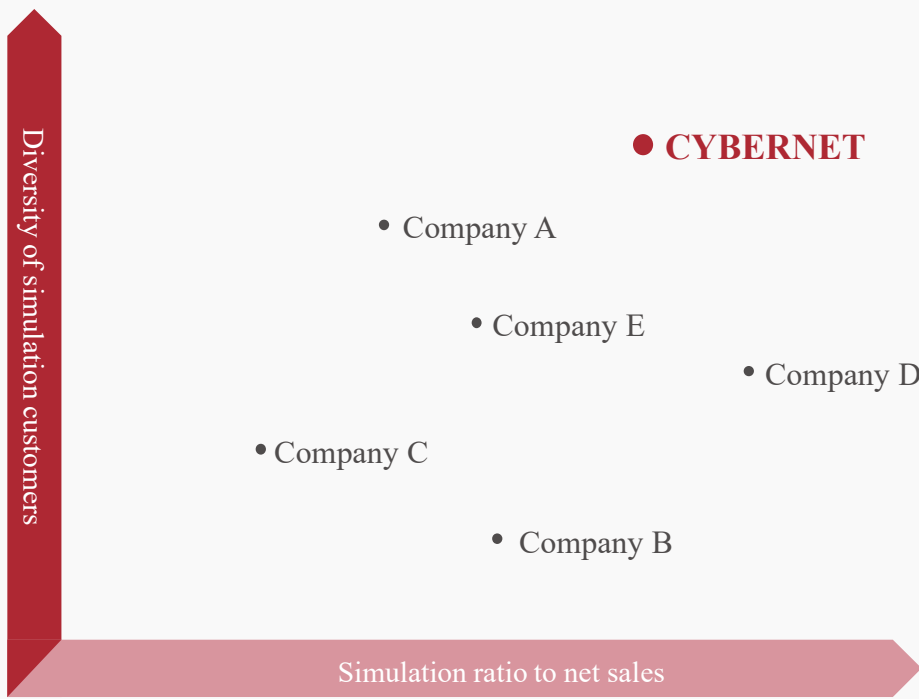 Diversity of simulation customers
CYBERNET
Company A
Company E
Company D
Company C
Company B
Simulation ratio to net sales